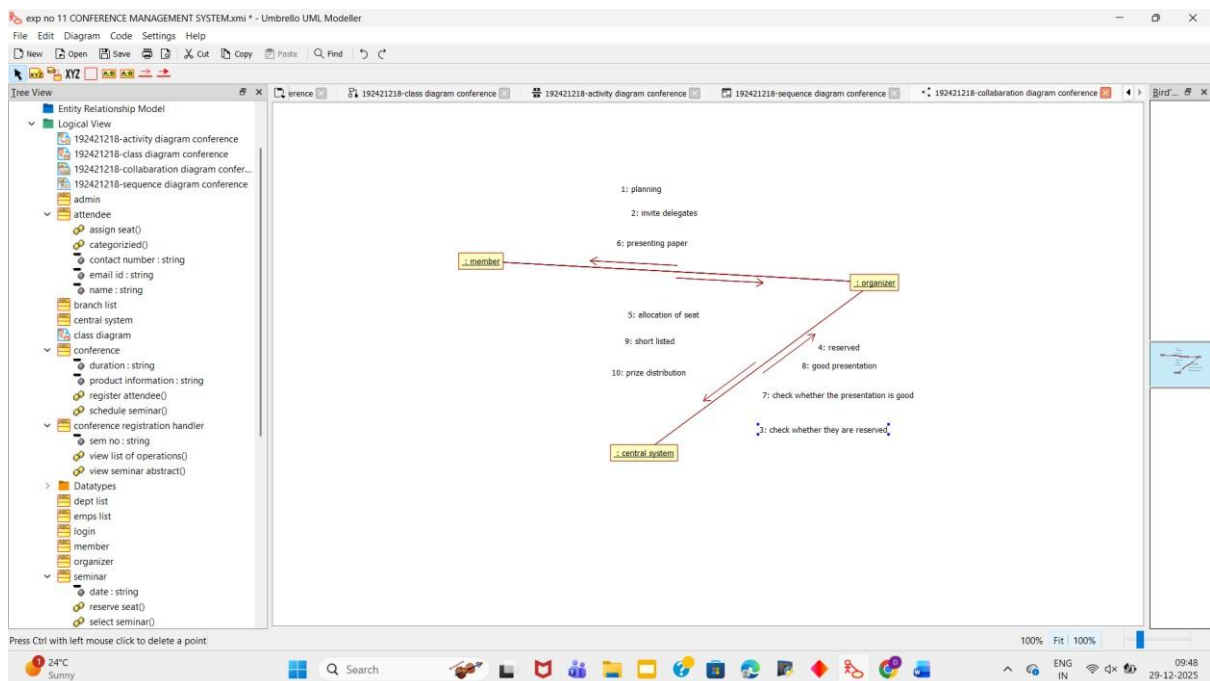 exp no 11 CONFERENCE MANAGEMENT SYSTEM.xmi * - Umbrello UML Modeller
File Edit Diagram Code Settings Help
New Open Save Cut Copy Paste Find
XYZ XYZ A.B A.B
Tree View
erence 192421218-class diagram conference 192421218-activity diagram conference 192421218-sequence diagram conference 192421218-collabaration diagram conference
Bird'...
Entity Relationship Model
Logical View
192421218-activity diagram conference
192421218-class diagram conference
192421218-collabaration diagram confer...
192421218-sequence diagram conference
admin
attendee
assign seat()
categorizied()
contact number : string
email id : string
name : string
branch list
central system
class diagram
conference
duration : string
product information : string
register attendee()
schedule seminar()
conference registration handler
sem no : string
view list of operations()
view seminar abstract()
Datatypes
dept list
emps list
login
member
organizer
seminar
date : string
reserve seat()
select seminar()
1: planning
2: invite delegates
6: presenting paper
: member
: organizer
5: allocation of seat
9: short listed
10: prize distribution
4: reserved
8: good presentation
7: check whether the presentation is good
3: check whether they are reserved
: central system
Press Ctrl with left mouse click to delete a point
100% Fit 100%
1
24°C
Sunny
Search
ENG
IN
09:48
29-12-2025